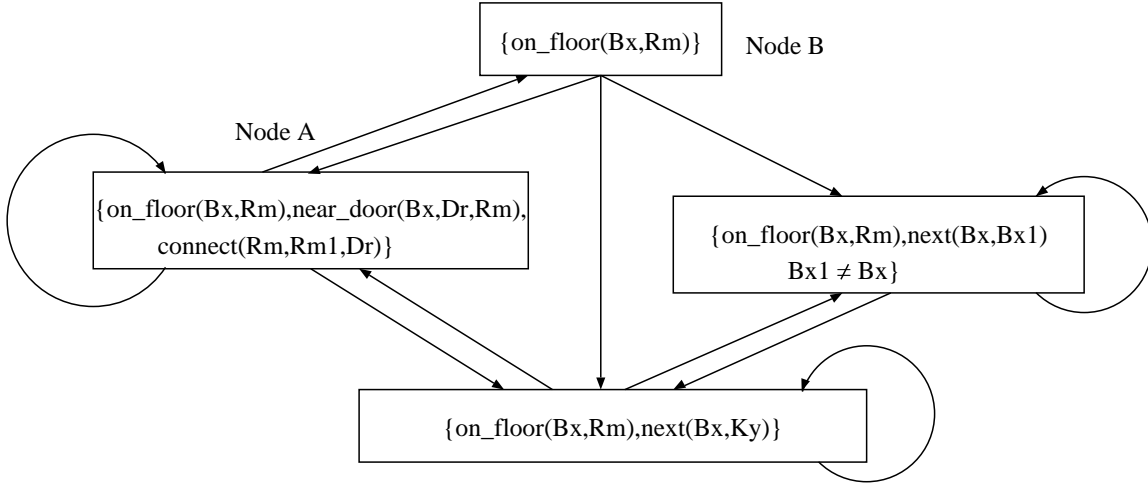 {on_floor(Bx,Rm)}
Node B
Node A
{on_floor(Bx,Rm),near_door(Bx,Dr,Rm),
connect(Rm,Rm1,Dr)}
{on_floor(Bx,Rm),next(Bx,Bx1)
Bx1 ≠ Bx}
{on_floor(Bx,Rm),next(Bx,Ky)}